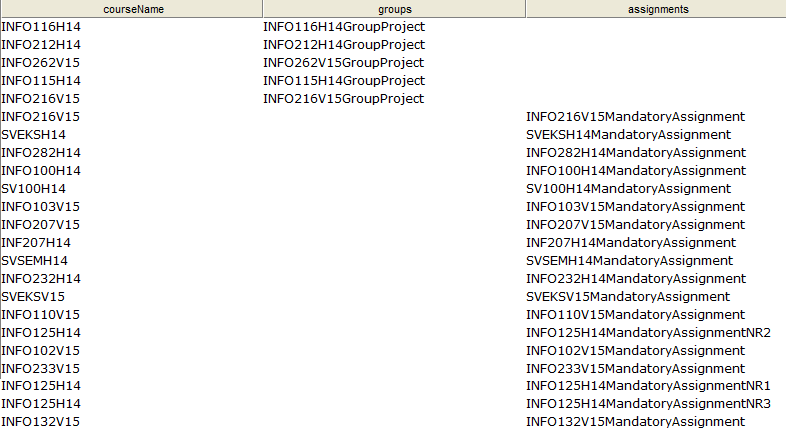 courseName groups assignments
INFO116H14 INFO116H14GroupProject
INFO212H14 INFO212H14GroupProject
INFO262V15 INFO262V15GroupProject
INFO115H14 INFO115H14GroupProject
INFO216V15 INFO216V15GroupProject
INFO216V15 INFO216V15MandatoryAssignment
SVEKSH14 SVEKSH14MandatoryAssignment
INFO282H14 INFO282H14MandatoryAssignment
INFO100H14 INFO100H14MandatoryAssignment
SV100H14 SV100H14MandatoryAssignment
INFO103V15 INFO103V15MandatoryAssignment
INFO207V15 INFO207V15MandatoryAssignment
INF207H14 INF207H14MandatoryAssignment
SVSEMH14 SVSEMH14MandatoryAssignment
INFO232H14 INFO232H14MandatoryAssignment
SVEKSV15 SVEKSV15MandatoryAssignment
INFO110V15 INFO110V15MandatoryAssignment
INFO125H14 INFO125H14MandatoryAssignmentNR2
INFO102V15 INFO102V15MandatoryAssignment
INFO233V15 INFO233V15MandatoryAssignment
INFO125H14 INFO125H14MandatoryAssignmentNR1
INFO125H14 INFO125H14MandatoryAssignmentNR3
INFO132V15 INFO132V15MandatoryAssignment